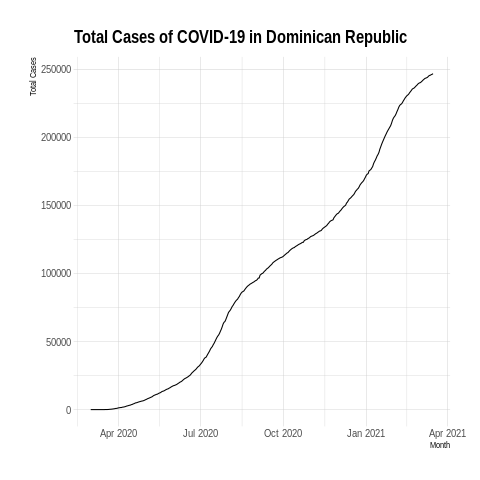 Total Cases of COVID-19 in Dominican Republic
Total Cases
250000
200000
150000
100000
50000
0
Apr 2020 Jul 2020 Oct 2020 Jan 2021 Apr 2021
Month